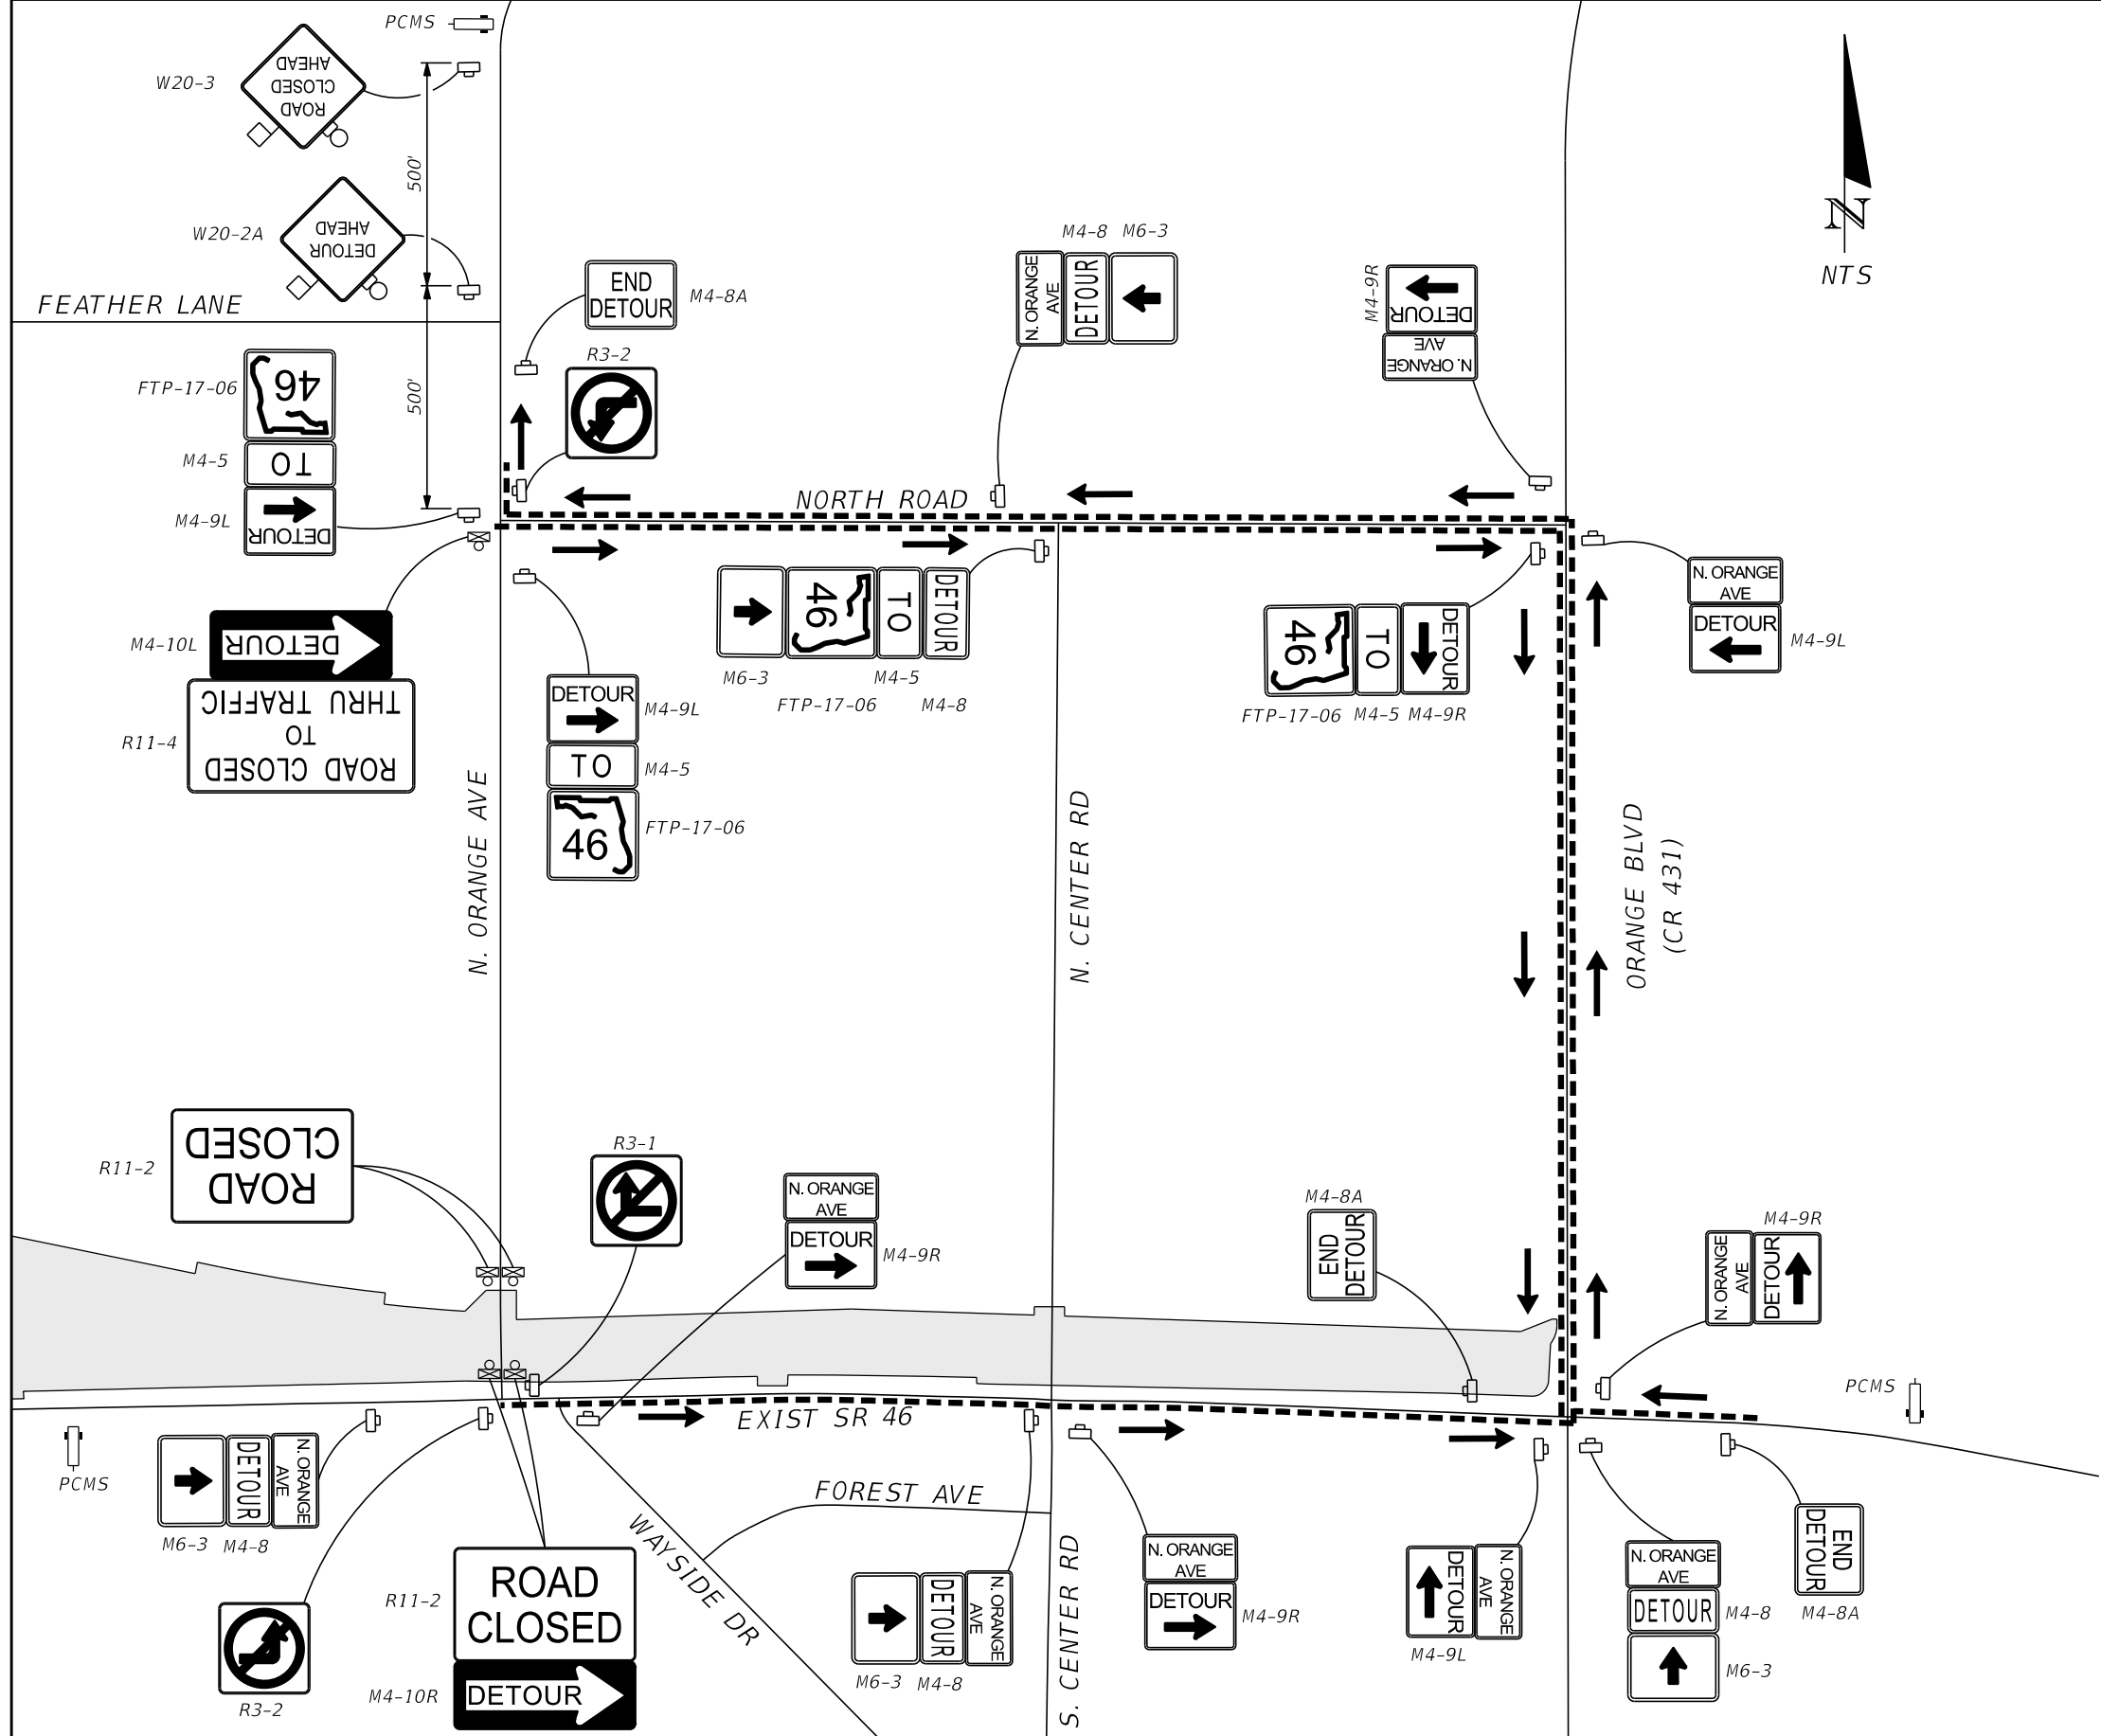 PCMS
W20-3
ROAD
CLOSED
AHEAD
500'
W20-2A
DETOUR
AHEAD
FEATHER LANE
500'
END
DETOUR
M4-8A
R3-2
M4-8 M6-3
N. ORANGE
AVE
DETOUR
M4-9R
DETOUR
N. ORANGE
AVE
N
NTS
FTP-17-06
46
M4-5
TO
M4-9L
DETOUR
NORTH ROAD
M4-10L
DETOUR
R11-4
ROAD CLOSED
TO
THRU TRAFFIC
46
TO
DETOUR
M6-3
FTP-17-06
M4-5
M4-8
46
TO
DETOUR
FTP-17-06 M4-5 M4-9R
N. ORANGE
AVE
DETOUR
M4-9L
DETOUR
M4-9L
TO
M4-5
46
FTP-17-06
N. ORANGE AVE
N. CENTER RD
ORANGE BLVD
(CR 431)
R11-2
ROAD
CLOSED
R3-1
N. ORANGE
AVE
DETOUR
M4-9R
M4-8A
END
DETOUR
M4-9R
N. ORANGE
AVE
DETOUR
PCMS
EXIST SR 46
PCMS
DETOUR
N. ORANGE
AVE
M6-3 M4-8
R3-2
R11-2
ROAD
CLOSED
M4-10R
DETOUR
WAYSIDE DR
FOREST AVE
DETOUR
N. ORANGE
AVE
M6-3 M4-8
S. CENTER RD
N. ORANGE
AVE
DETOUR
M4-9R
DETOUR
N. ORANGE
AVE
M4-9L
N. ORANGE
AVE
DETOUR
M4-8
M6-3
END
DETOUR
M4-8A